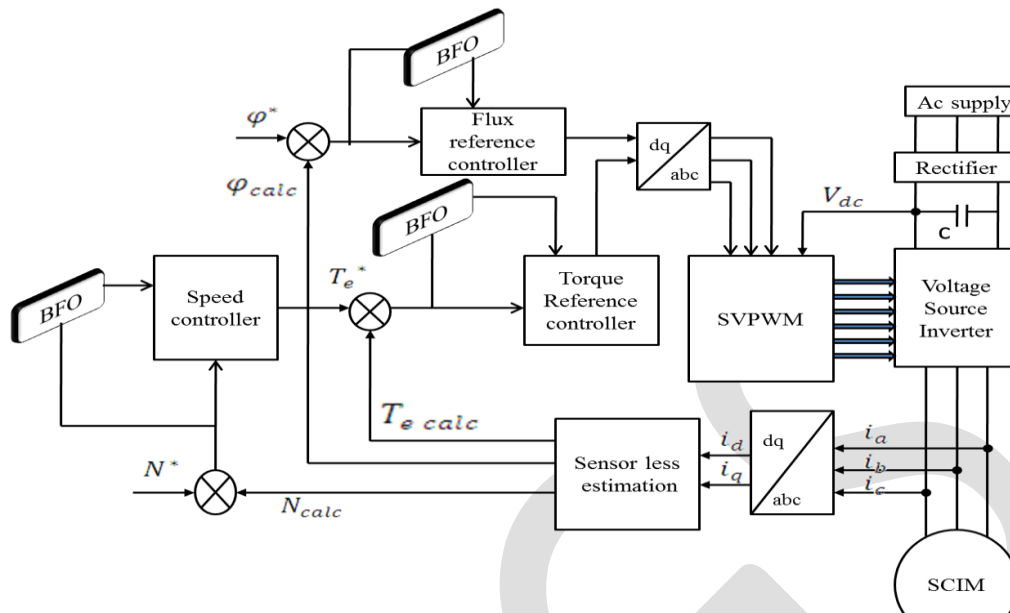 BFO
Ac supply
φ*
Flux
reference
controller
dq
abc
Rectifier
φcalc
Vdc
C
BFO
BFO
Speed
controller
Te*
Torque
Reference
controller
SVPWM
Voltage
Source
Inverter
Te calc
N*
Ncalc
Sensor less
estimation
id
iq
dq
abc
ia
ib
ic
SCIM